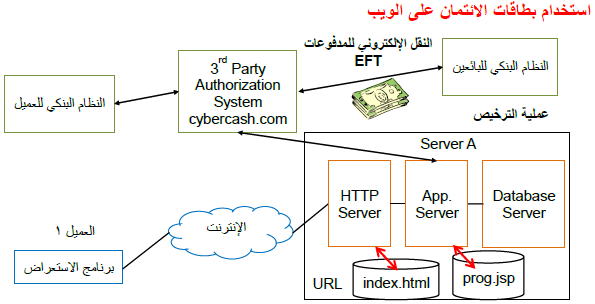 استخدام بطاقات الائتمان على الويب
النقل الإلكتروني للمدفوعات
EFT
النظام البنكي للبائعين
3rd Party
Authorization
System
cybercash.com
النظام البنكي للعميل
عملية الترخيص
Server A
HTTP
Server
App.
Server
Database
Server
الإنترنت
العميل ١
برنامج الاستعراض
URL
index.html
prog.jsp